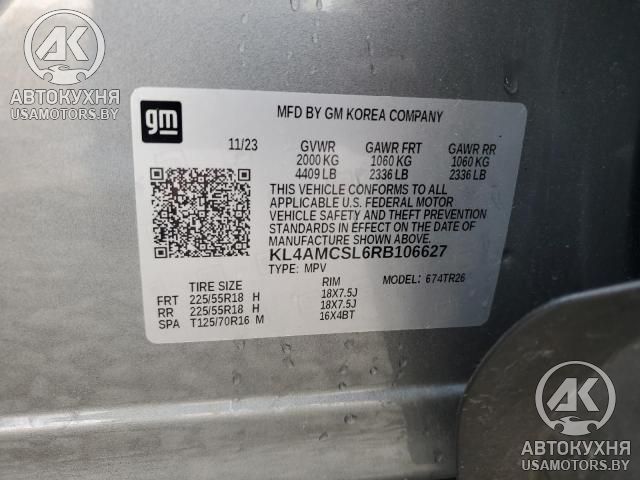 AK
АВТОКУХНЯ
USAMOTORS.BY
gm
MFD BY GM KOREA COMPANY
11/23 GVWR GAWR FRT GAWR RR
2000 KG 1060 KG 1060 KG
4409 LB 2336 LB 2336 LB
THIS VEHICLE CONFORMS TO ALL
APPLICABLE U.S. FEDERAL MOTOR
VEHICLE SAFETY AND THEFT PREVENTION
STANDARDS IN EFFECT ON THE DATE OF
MANUFACTURE SHOWN ABOVE.
KL4AMCSL6RB106627
TYPE: MPV MODEL: 674TR26
TIRE SIZE RIM
FRT 225/55R18 H 18X7.5J
RR 225/55R18 H 18X7.5J
SPA T125/70R16 M 16X4BT
AK
АВТОКУХНЯ
USAMOTORS.BY